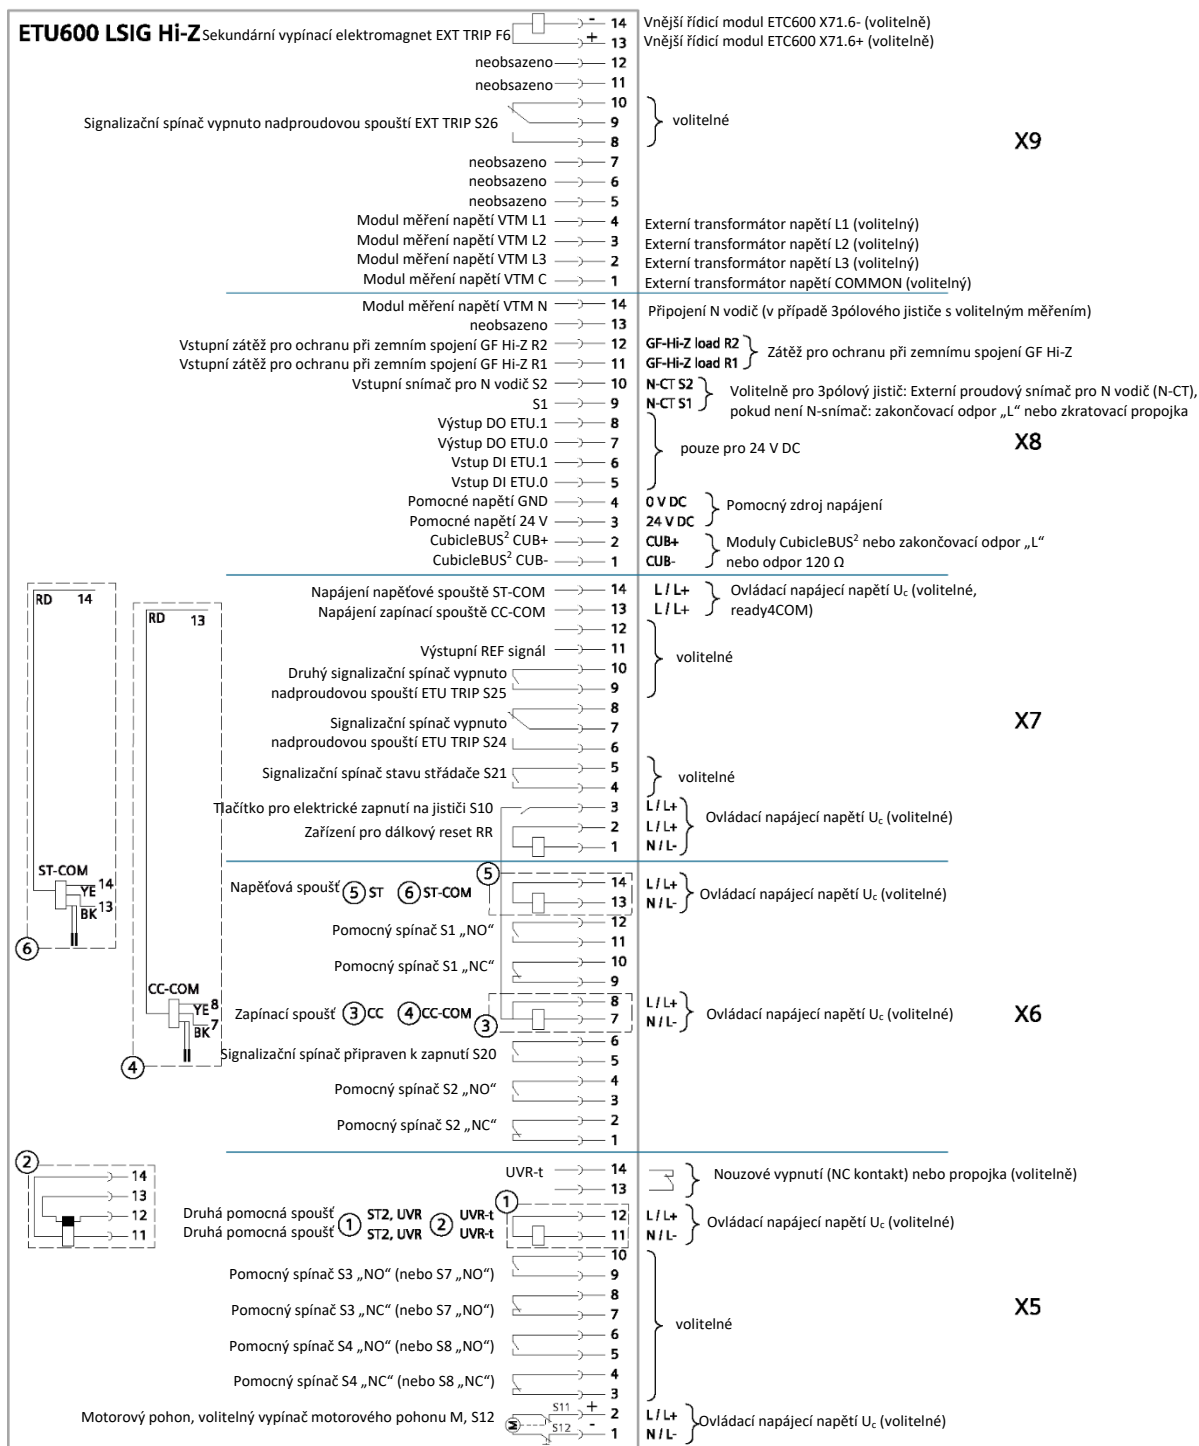 ETU600 LSIG Hi-Z Sekundární vypínací elektromagnet EXT TRIP F6 - 14 Vnější řídicí modul ETC600 X71.6- (volitelně)
+ 13 Vnější řídicí modul ETC600 X71.6+ (volitelně)
neobsazeno 12
neobsazeno 11
10
Signalizační spínač vypnuto nadproudovou spouští EXT TRIP S26 9 volitelné
8
X9
neobsazeno 7
neobsazeno 6
neobsazeno 5
Modul měření napětí VTM L1 4 Externí transformátor napětí L1 (volitelný)
Modul měření napětí VTM L2 3 Externí transformátor napětí L2 (volitelný)
Modul měření napětí VTM L3 2 Externí transformátor napětí L3 (volitelný)
Modul měření napětí VTM C 1 Externí transformátor napětí COMMON (volitelný)
Modul měření napětí VTM N 14 Připojení N vodič (v případě 3pólového jističe s volitelným měřením)
neobsazeno 13
Vstupní zátěž pro ochranu při zemním spojení GF Hi-Z R2 12 GF-Hi-Z load R2
Vstupní zátěž pro ochranu při zemním spojení GF Hi-Z R1 11 GF-Hi-Z load R1
Zátěž pro ochranu při zemnímu spojení GF Hi-Z
Vstupní snímač pro N vodič S2 10 N-CT S2 Volitelně pro 3pólový jistič: Externí proudový snímač pro N vodič (N-CT),
S1 9 N-CT S1 pokud není N-snímač: zakončovací odpor „L“ nebo zkratovací propojka
Výstup DO ETU.1 8
Výstup DO ETU.0 7
pouze pro 24 V DC
X8
Vstup DI ETU.1 6
Vstup DI ETU.0 5
Pomocné napětí GND 4 0 V DC
Pomocný zdroj napájení
Pomocné napětí 24 V 3 24 V DC
CubicleBUS² CUB+ 2 CUB+ Moduly CubicleBUS² nebo zakončovací odpor „L“
CubicleBUS² CUB- 1 CUB- nebo odpor 120 Ω
RD 14
RD 13
Napájení napěťové spouště ST-COM 14 L / L+ Ovládací napájecí napětí Uc (volitelné,
Napájení zapínací spouště CC-COM 13 L / L+ ready4COM)
12
Výstupní REF signál 11
volitelné
Druhý signalizační spínač vypnuto 10
nadproudovou spouští ETU TRIP S25 9
8
Signalizační spínač vypnuto 7
X7
nadproudovou spouští ETU TRIP S24 6
Signalizační spínač stavu střádače S21 5
volitelné
4
Tlačítko pro elektrické zapnutí na jističi S10 3 L / L+
Ovládací napájecí napětí Uc (volitelné)
Zařízení pro dálkový reset RR 2 L / L+
1 N / L-
ST-COM
YE 14
BK 13
6
Napěťová spoušť 5 ST 6 ST-COM 5 14 L / L+
Ovládací napájecí napětí Uc (volitelné)
13 N / L-
Pomocný spínač S1 „NO“ 12
11
Pomocný spínač S1 „NC“ 10
9
CC-COM
YE 8
BK 7
4
Zapínací spoušť 3 CC 4 CC-COM 3 8 L / L+
Ovládací napájecí napětí Uc (volitelné)
7 N / L-
X6
Signalizační spínač připraven k zapnutí S20 6
5
Pomocný spínač S2 „NO“ 4
3
Pomocný spínač S2 „NC“ 2
1
2
14
13
12
11
UVR-t 14 Nouzové vypnutí (NC kontakt) nebo propojka (volitelně)
13
1
Druhá pomocná spoušť 1 ST2, UVR 2 UVR-t 12 L / L+
Druhá pomocná spoušť ST2, UVR UVR-t 11 N / L-
Ovládací napájecí napětí Uc (volitelné)
10
Pomocný spínač S3 „NO“ (nebo S7 „NO“) 9
8
Pomocný spínač S3 „NC“ (nebo S7 „NO“) 7
volitelné
X5
6
Pomocný spínač S4 „NO“ (nebo S8 „NO“) 5
4
Pomocný spínač S4 „NC“ (nebo S8 „NC“) 3
Motorový pohon, volitelný vypínač motorového pohonu M, S12 M S11 + 2 L / L+
Ovládací napájecí napětí Uc (volitelné)
S12 - 1 N / L-